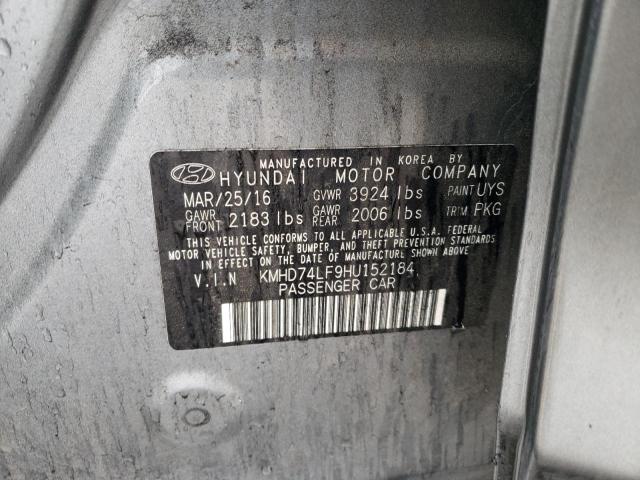 MANUFACTURED IN KOREA BY
HYUNDAI MOTOR COMPANY
MAR/25/16 GVWR 3924 lbs PAINT UYS
GAWR FRONT 2183 lbs GAWR REAR 2006 lbs TRIM PKG
THIS VEHICLE CONFORMS TO ALL APPLICABLE U.S.A. FEDERAL
MOTOR VEHICLE SAFETY, BUMPER, AND THEFT PREVENTION STANDARDS
IN EFFECT ON THE DATE OF MANUFACTURE SHOWN ABOVE.
V.I.N KMHD74LF9HU152184
PASSENGER CAR